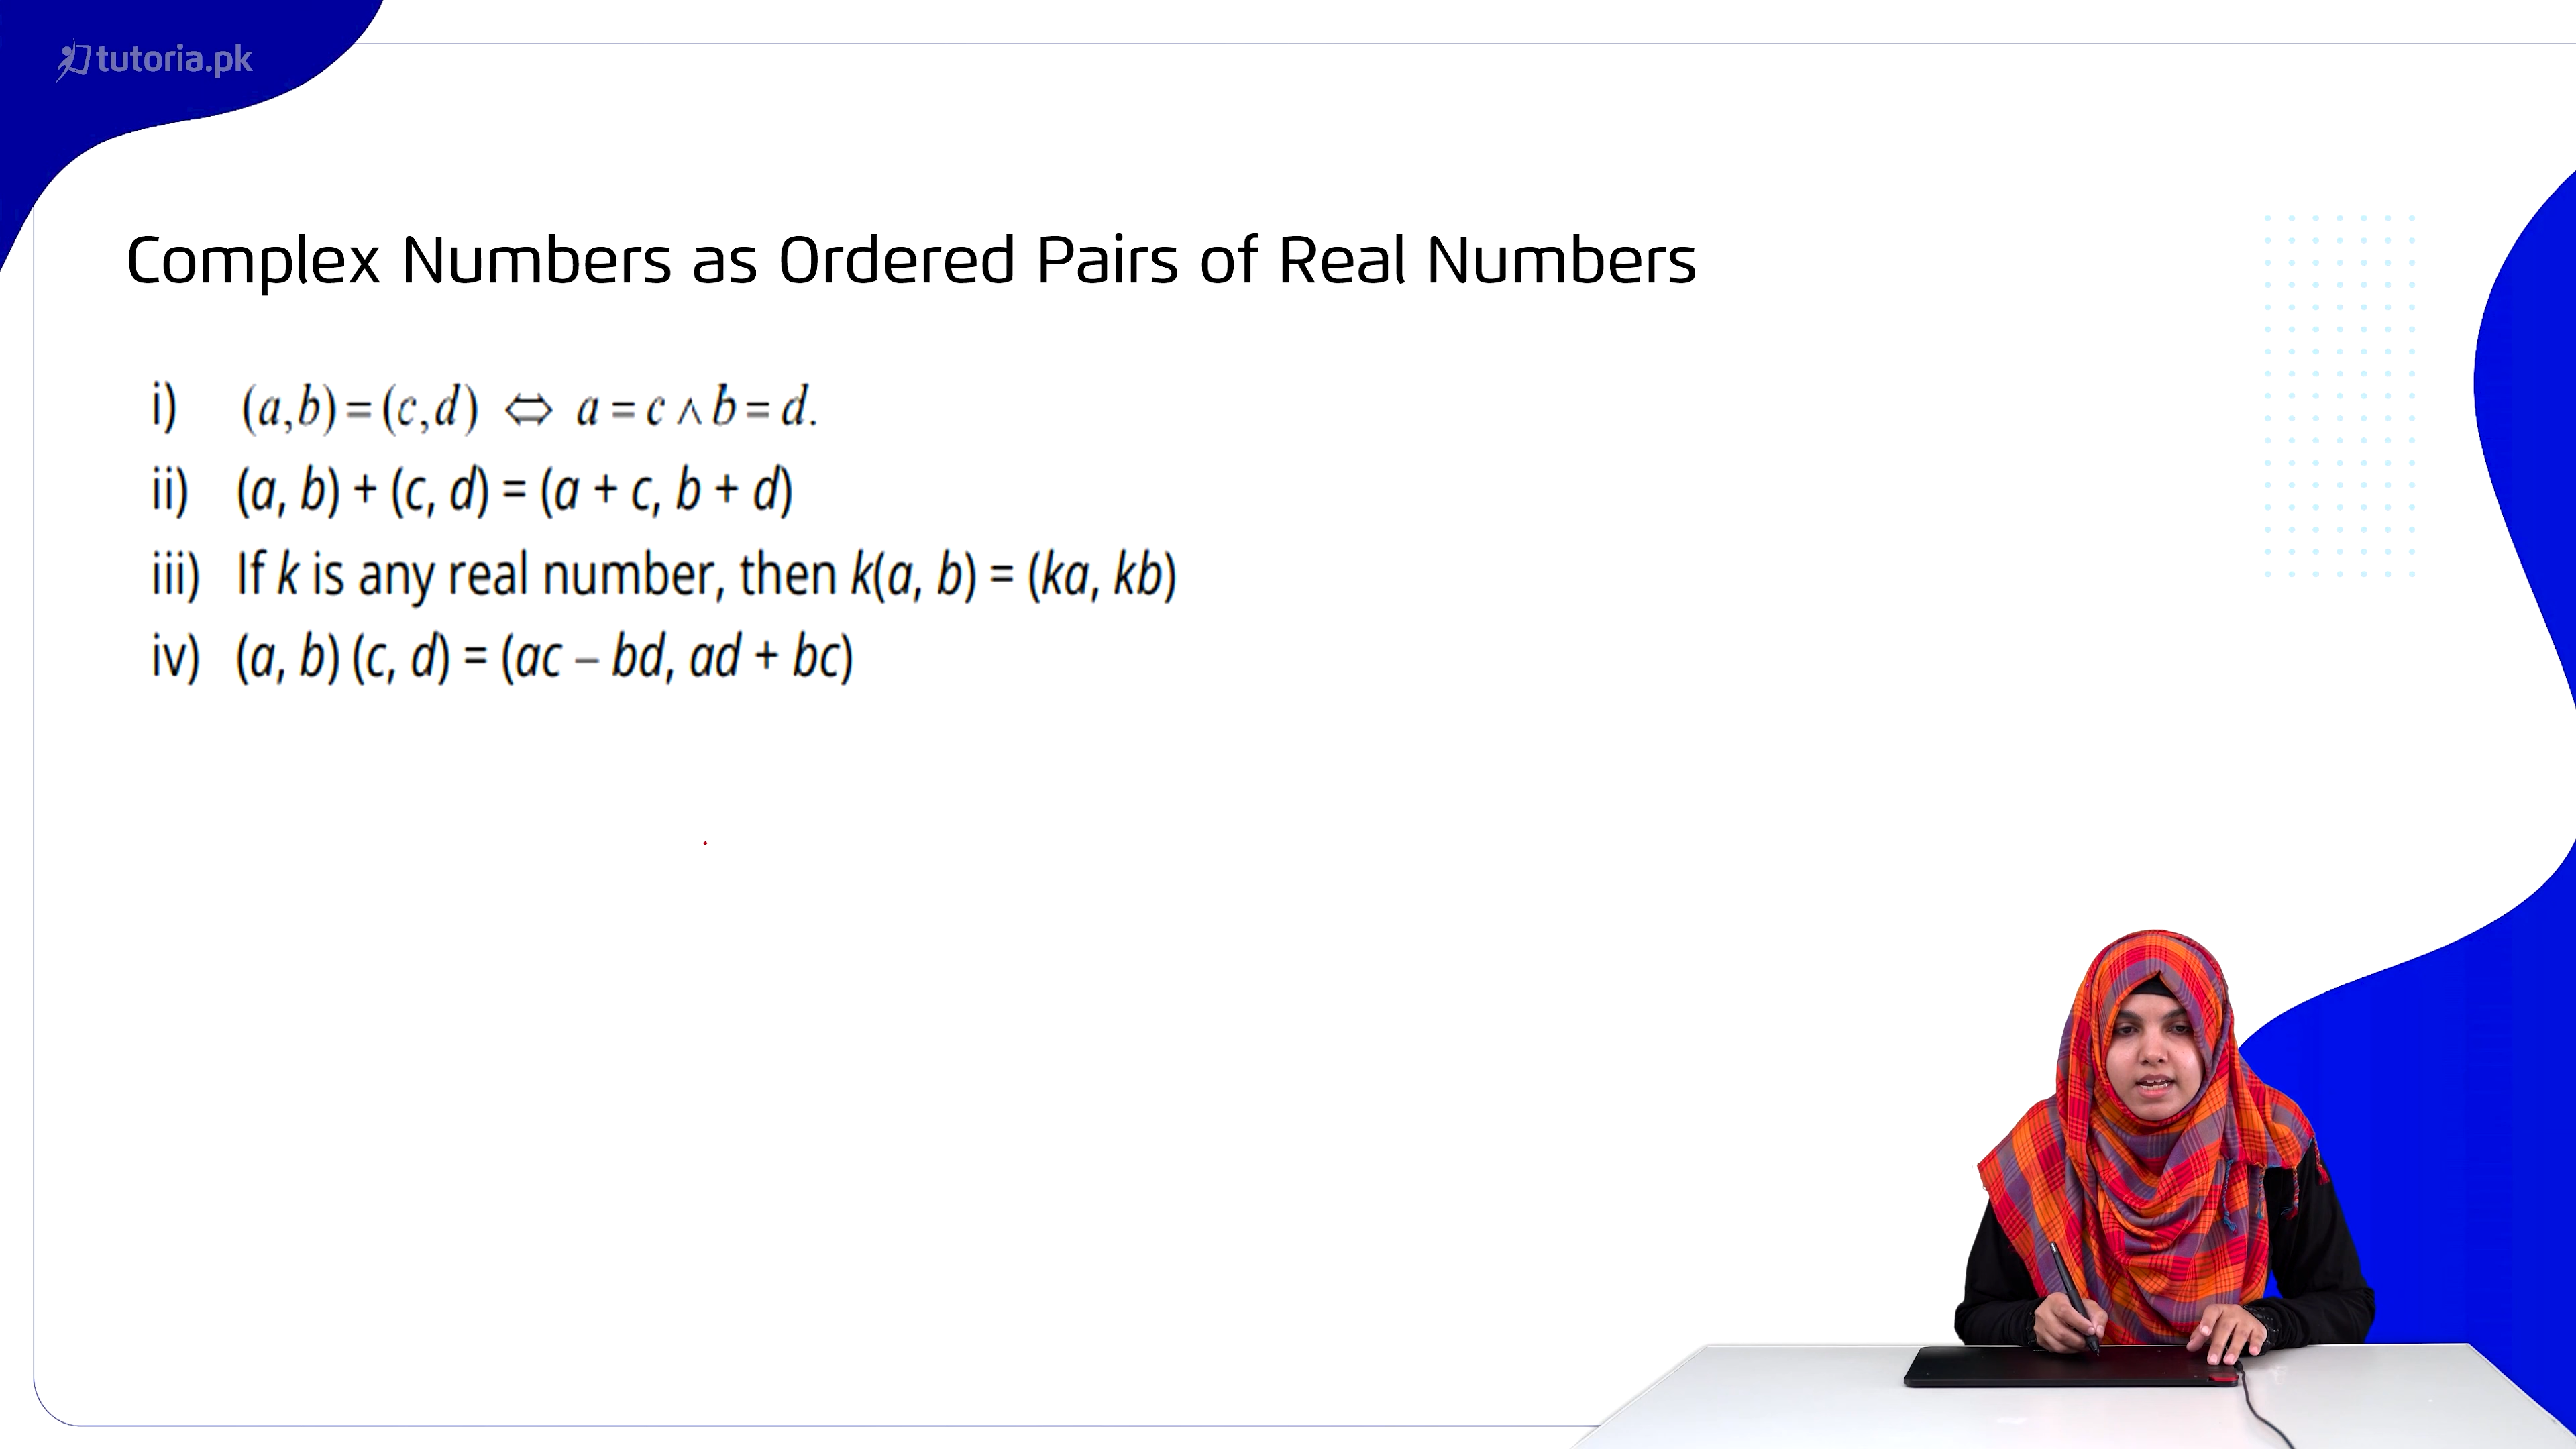 tutoria.pk
Complex Numbers as Ordered Pairs of Real Numbers
i) (a,b)=(c,d) ⇔ a=c∧b=d.
ii) (a, b) + (c, d) = (a + c, b + d)
iii) If k is any real number, then k(a, b) = (ka, kb)
iv) (a, b) (c, d) = (ac – bd, ad + bc)